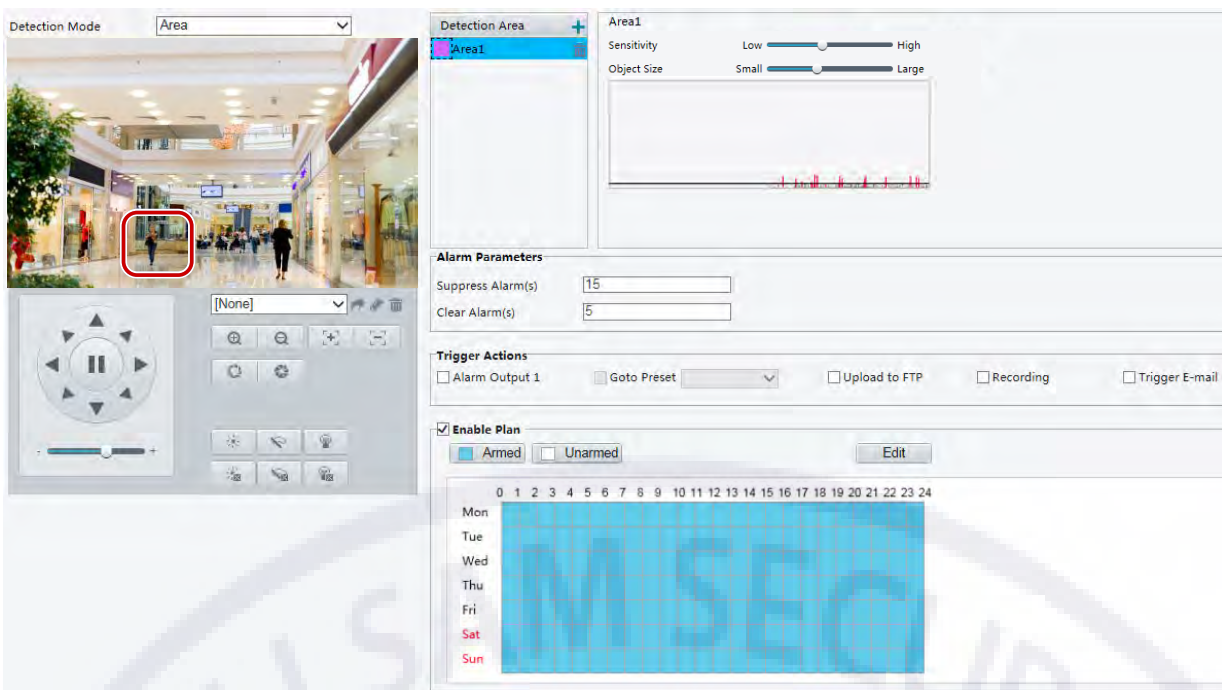 Detection Mode Area
Detection Area
Area1
Area1
Sensitivity Low High
Object Size Small Large
Alarm Parameters
Suppress Alarm(s) 15
Clear Alarm(s) 5
[None]
- +
Trigger Actions
Alarm Output 1 Goto Preset Upload to FTP Recording Trigger E-mail
Enable Plan
Armed Unarmed Edit
0 1 2 3 4 5 6 7 8 9 10 11 12 13 14 15 16 17 18 19 20 21 22 23 24
Mon
Tue
Wed
Thu
Fri
Sat
Sun